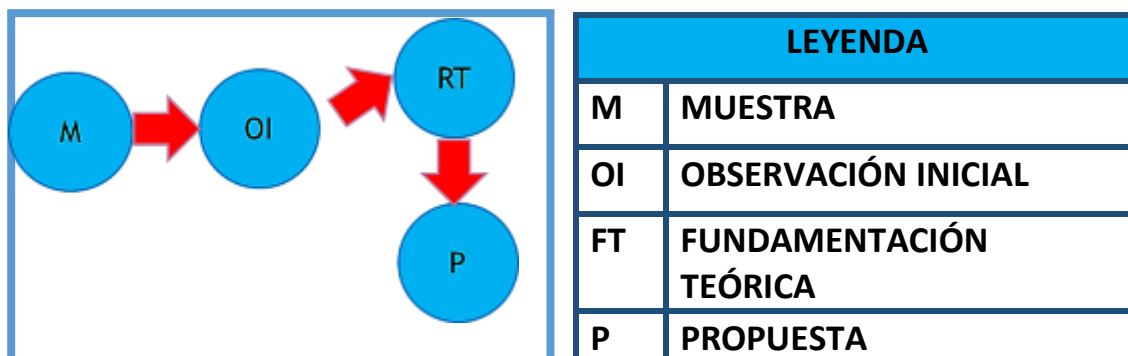 M
OI
RT
P
LEYENDA
M MUESTRA
OI OBSERVACIÓN INICIAL
FT FUNDAMENTACIÓN
TEÓRICA
P PROPUESTA